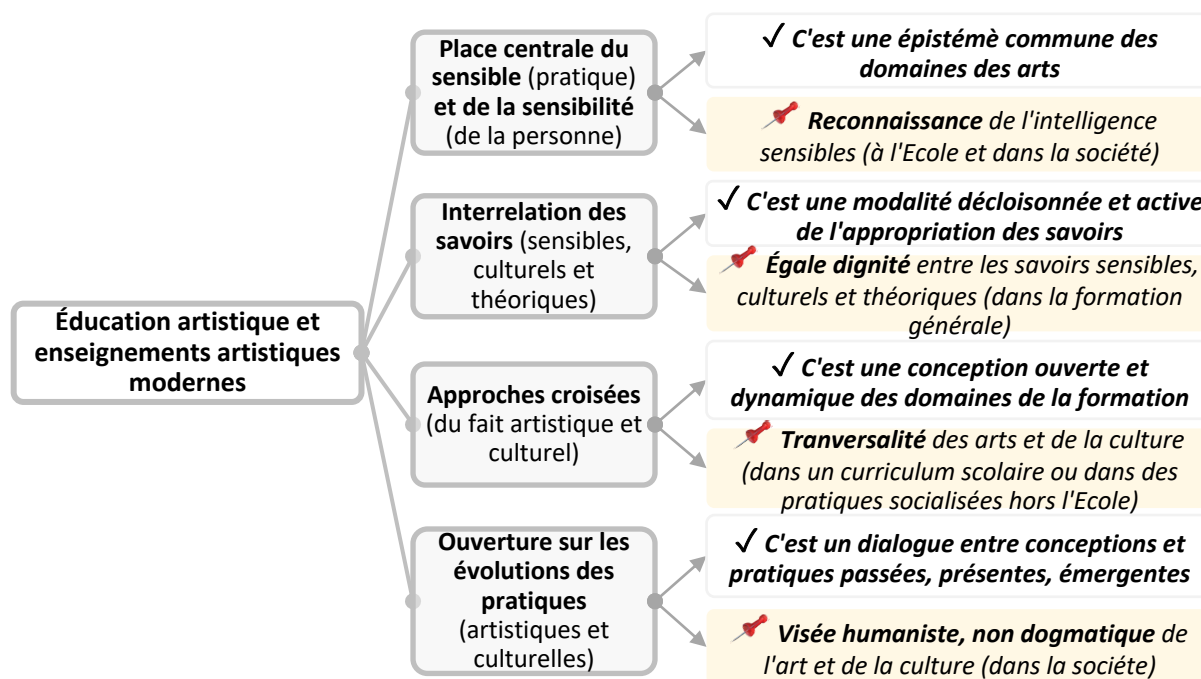 Éducation artistique et
enseignements artistiques
modernes
Place centrale du
sensible (pratique)
et de la sensibilité
(de la personne)
✓ C'est une épistémè commune des
domaines des arts
Reconnaissance de l'intelligence
sensibles (à l'Ecole et dans la société)
Interrelation des
savoirs (sensibles,
culturels et
théoriques)
✓ C'est une modalité décloisonnée et active
de l'appropriation des savoirs
Égale dignité entre les savoirs sensibles,
culturels et théoriques (dans la formation
générale)
Approches croisées
(du fait artistique et
culturel)
✓ C'est une conception ouverte et
dynamique des domaines de la formation
Tranversalité des arts et de la culture
(dans un curriculum scolaire ou dans des
pratiques socialisées hors l'Ecole)
Ouverture sur les
évolutions des
pratiques
(artistiques et
culturelles)
✓ C'est un dialogue entre conceptions et
pratiques passées, présentes, émergentes
Visée humaniste, non dogmatique de
l'art et de la culture (dans la sociéte)